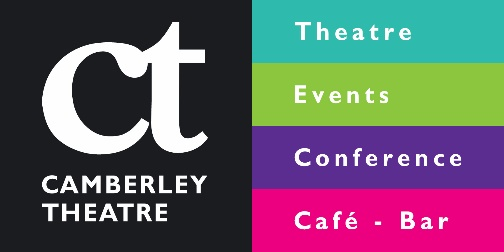 ct
CAMBERLEY
THEATRE
Theatre
Events
Conference
Café - Bar